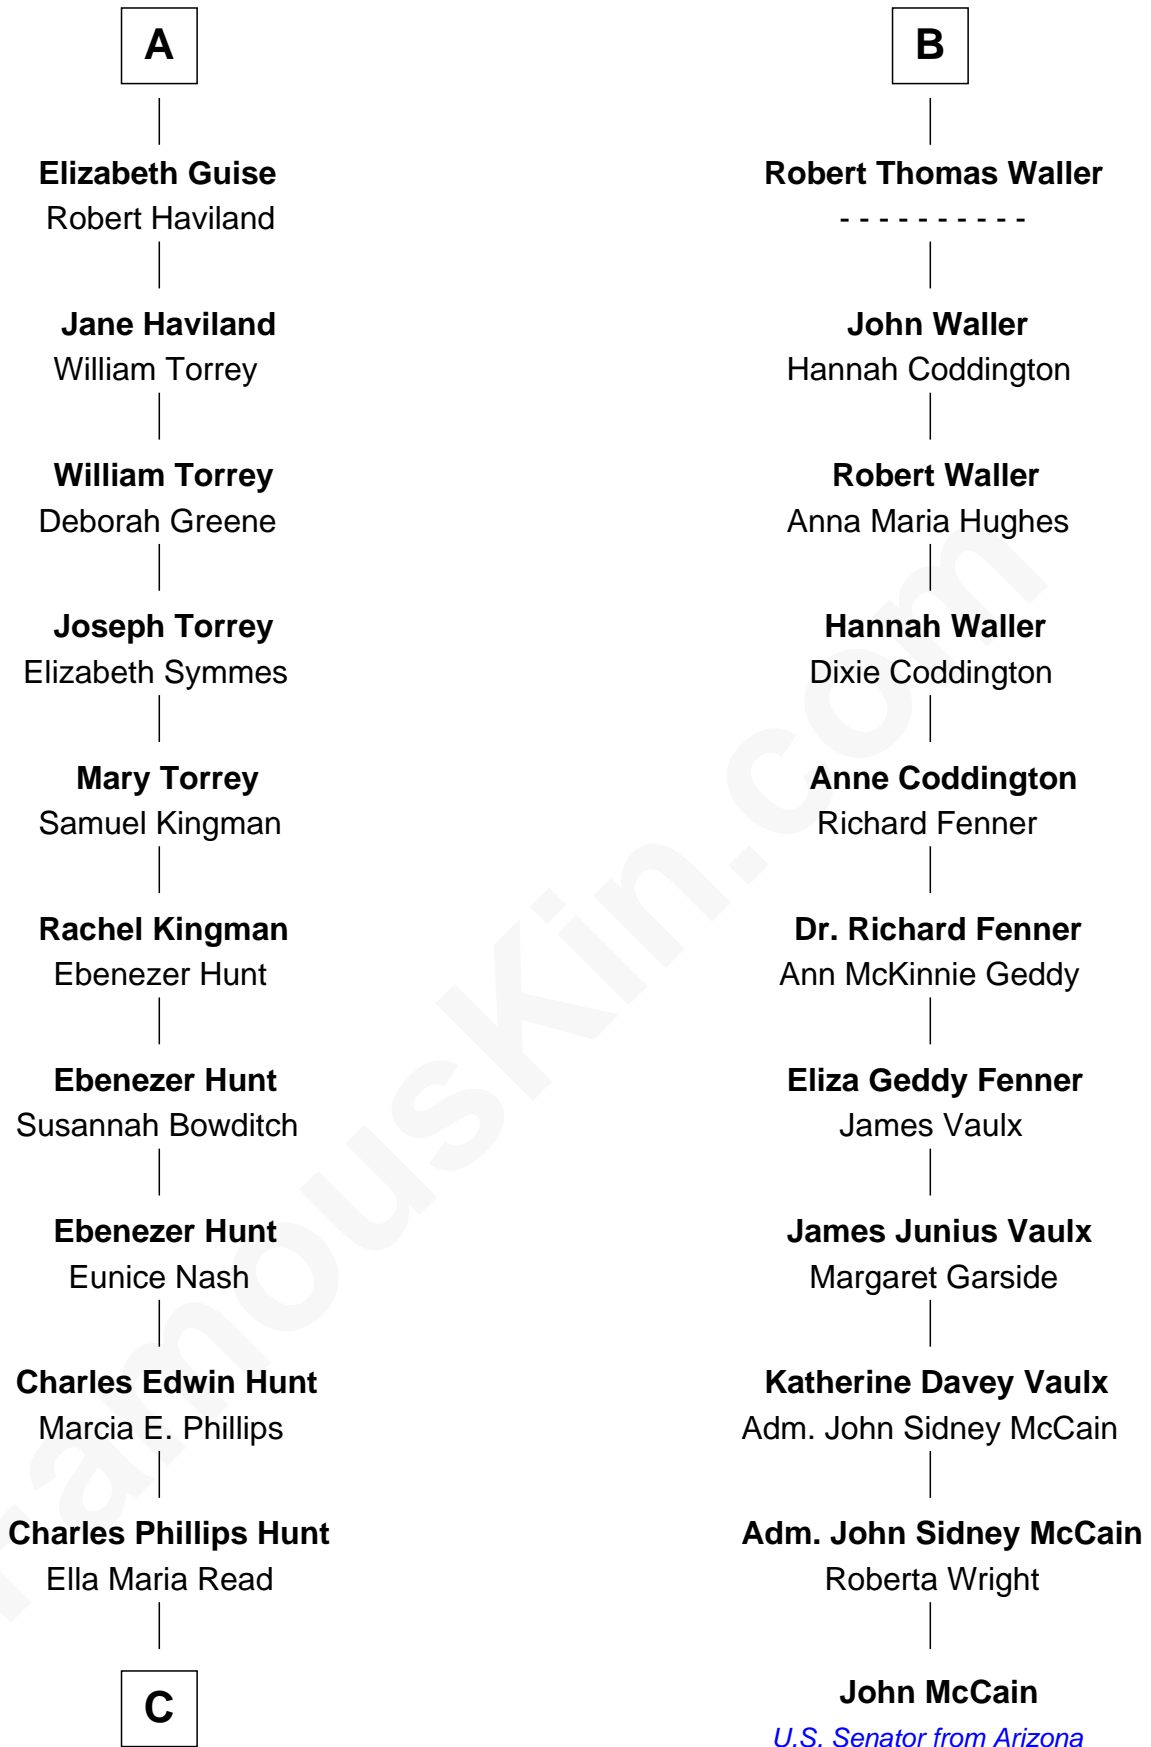 A
Elizabeth Guise
Robert Haviland
Jane Haviland
William Torrey
William Torrey
Deborah Greene
Joseph Torrey
Elizabeth Symmes
Mary Torrey
Samuel Kingman
Rachel Kingman
Ebenezer Hunt
Ebenezer Hunt
Susannah Bowditch
Ebenezer Hunt
Eunice Nash
Charles Edwin Hunt
Marcia E. Phillips
Charles Phillips Hunt
Ella Maria Read
C
B
Robert Thomas Waller
- - - - - - - - - -
John Waller
Hannah Coddington
Robert Waller
Anna Maria Hughes
Hannah Waller
Dixie Coddington
Anne Coddington
Richard Fenner
Dr. Richard Fenner
Ann McKinnie Geddy
Eliza Geddy Fenner
James Vaulx
James Junius Vaulx
Margaret Garside
Katherine Davey Vaulx
Adm. John Sidney McCain
Adm. John Sidney McCain
Roberta Wright
John McCain
U.S. Senator from Arizona
FamousKin.com